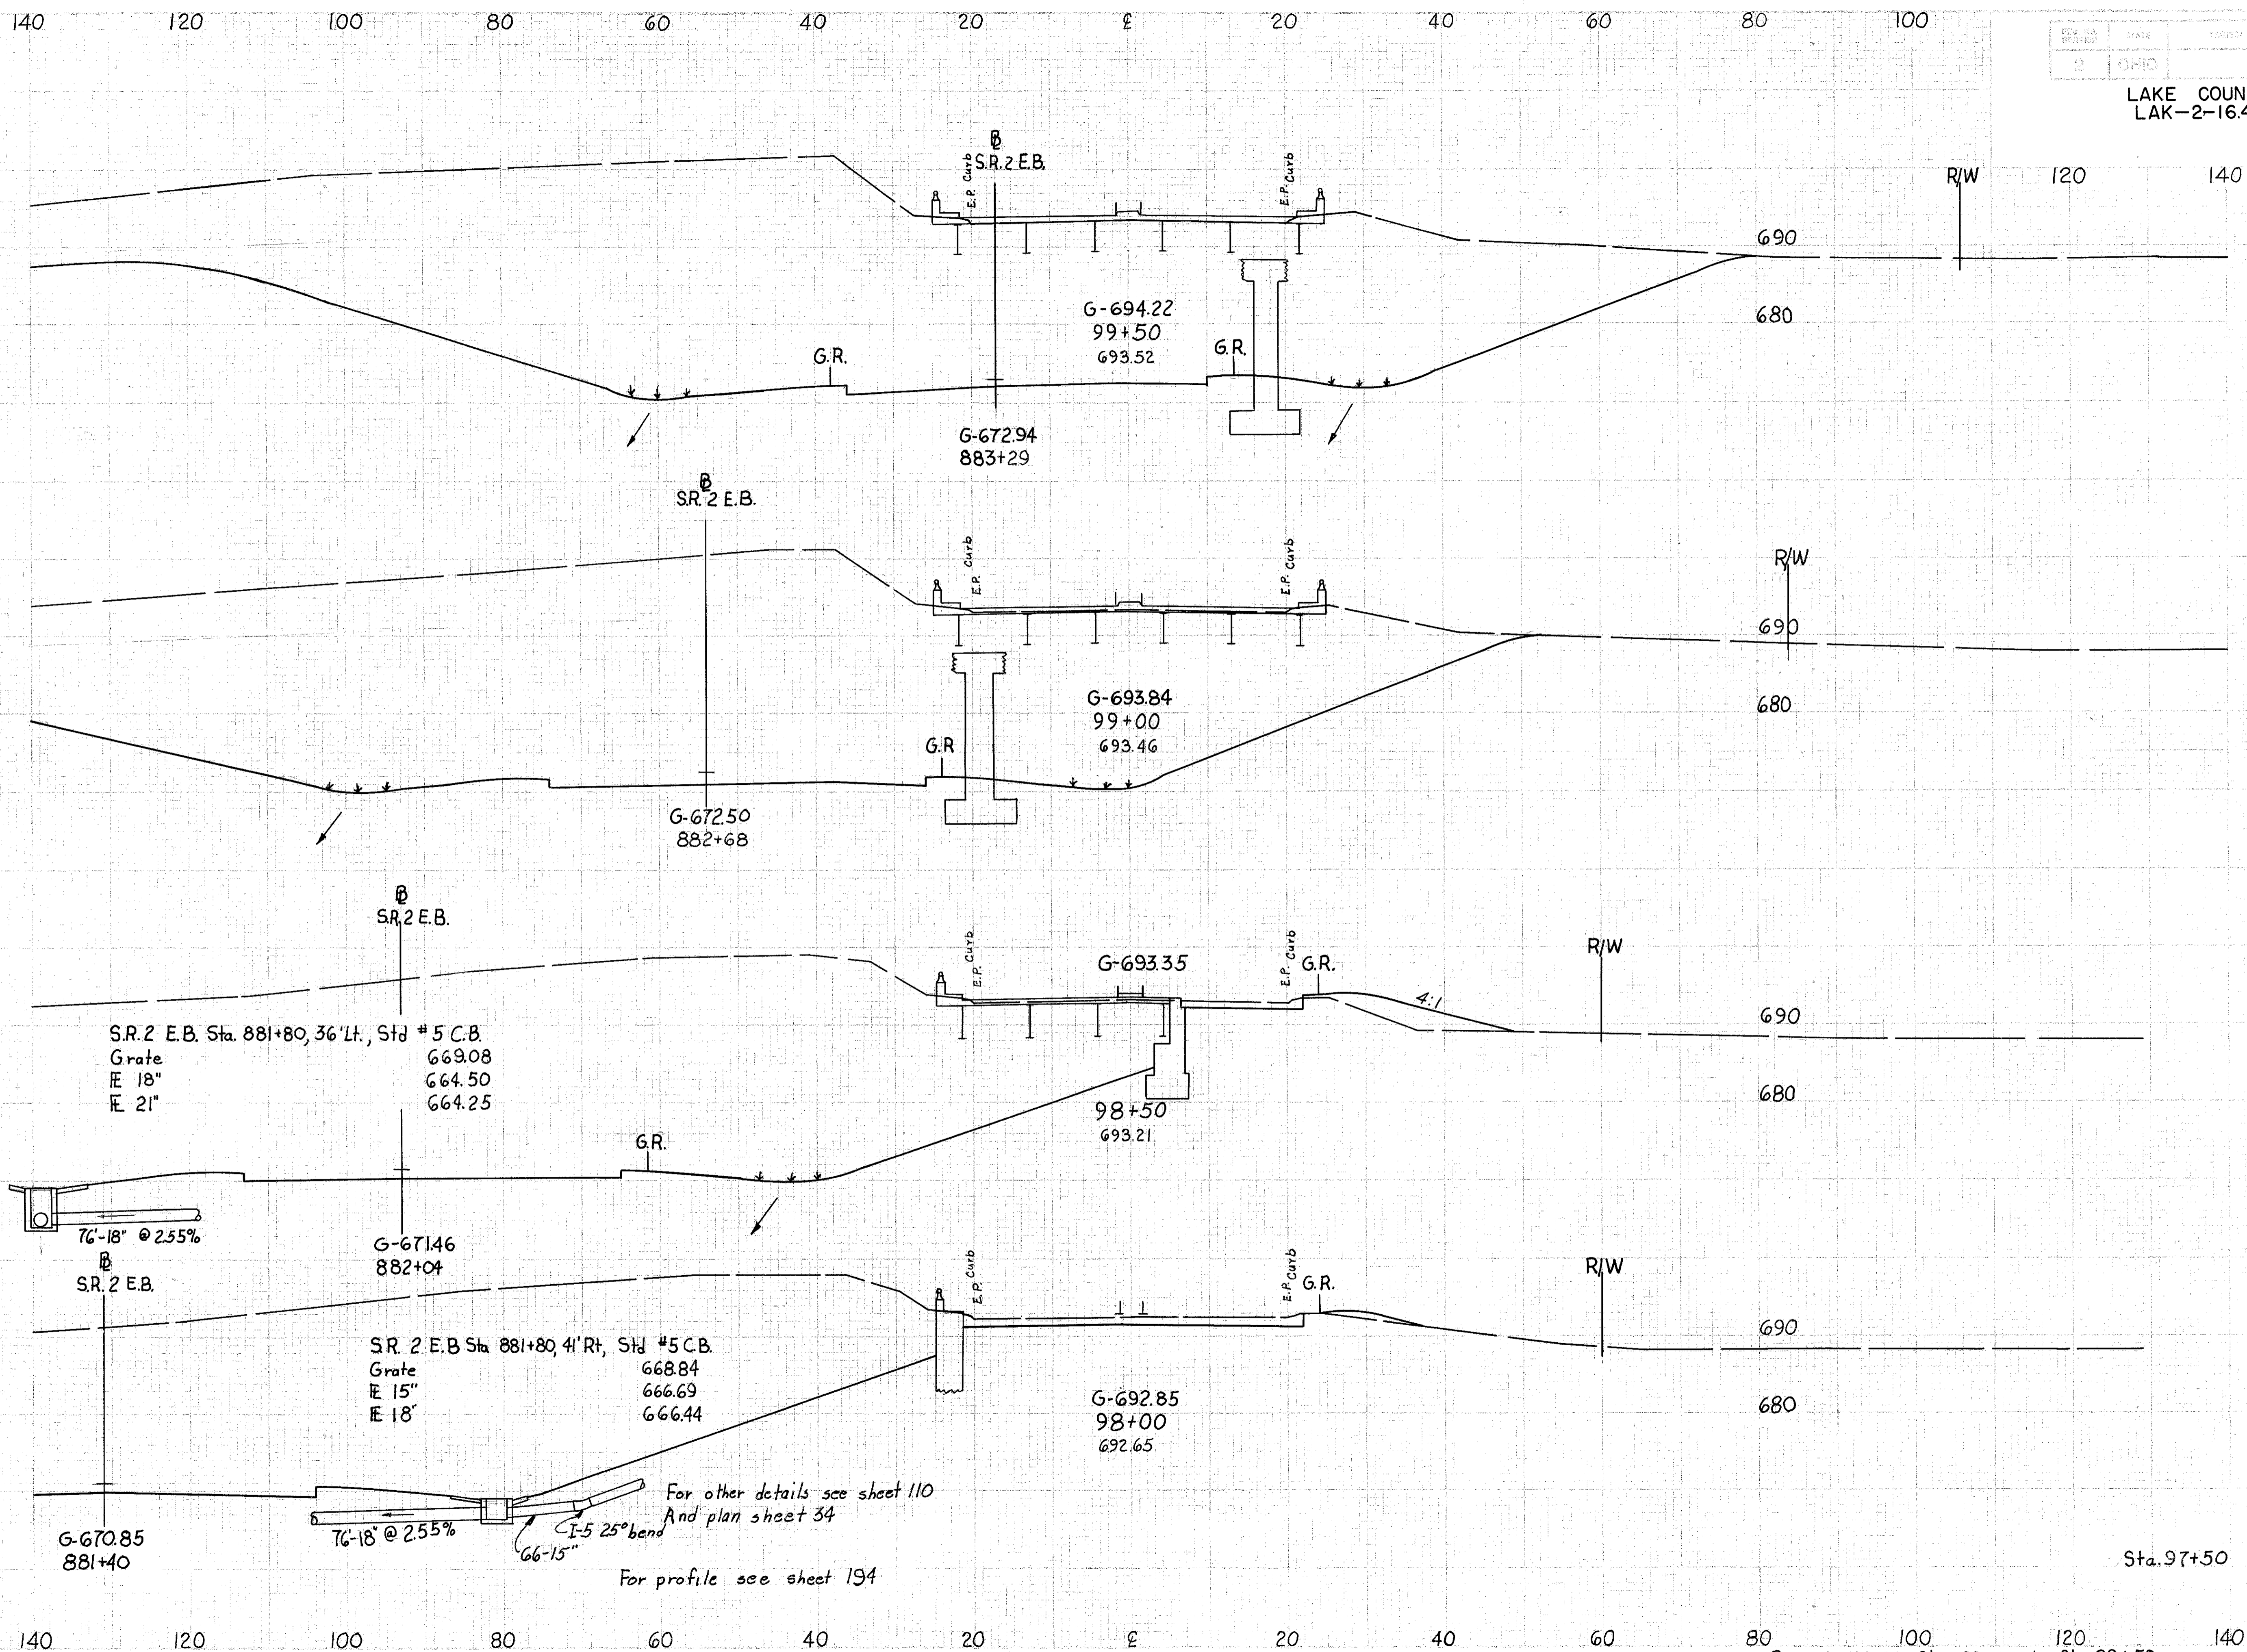 140 120 100 80 60 40 20 ℄ 20 40 60 80 100
STATE
2 OHIO
LAKE COUN
LAK-2-16.4
℄
S.R. 2 E.B.
E.P. Curb
E.P. Curb
R/W 120 140
690
G-694.22
99+50
693.52
680
G.R.
G.R.
G-672.94
883+29
℄
S.R. 2 E.B.
E.P. Curb
E.P. Curb
R/W
690
G-693.84
99+00
693.46
680
G.R
G-672.50
882+68
℄
S.R. 2 E.B.
E.P. Curb
G-693.35
E.P. Curb
G.R.
4:1
R/W
690
S.R. 2 E.B. Sta. 881+80, 36' Lt., Std #5 C.B.
Grate 669.08
FL 18" 664.50
FL 21" 664.25
680
98+50
693.21
G.R.
76'-18" @ 2.55%
G-671.46
882+04
℄
S.R. 2 E.B.
E.P. Curb
E.P. Curb
G.R.
R/W
690
S.R. 2 E.B Sta 881+80, 41' Rt, Std #5 C.B.
Grate 668.84
FL 15" 666.69
FL 18" 666.44
G-692.85
98+00
692.65
680
For other details see sheet 110
And plan sheet 34
76'-18" @ 2.55%
I-5 25° bend
66-15"
G-670.85
881+40
For profile see sheet 194
Sta. 97+50
140 120 100 80 60 40 20 ℄ 20 40 60 80 100 120 140